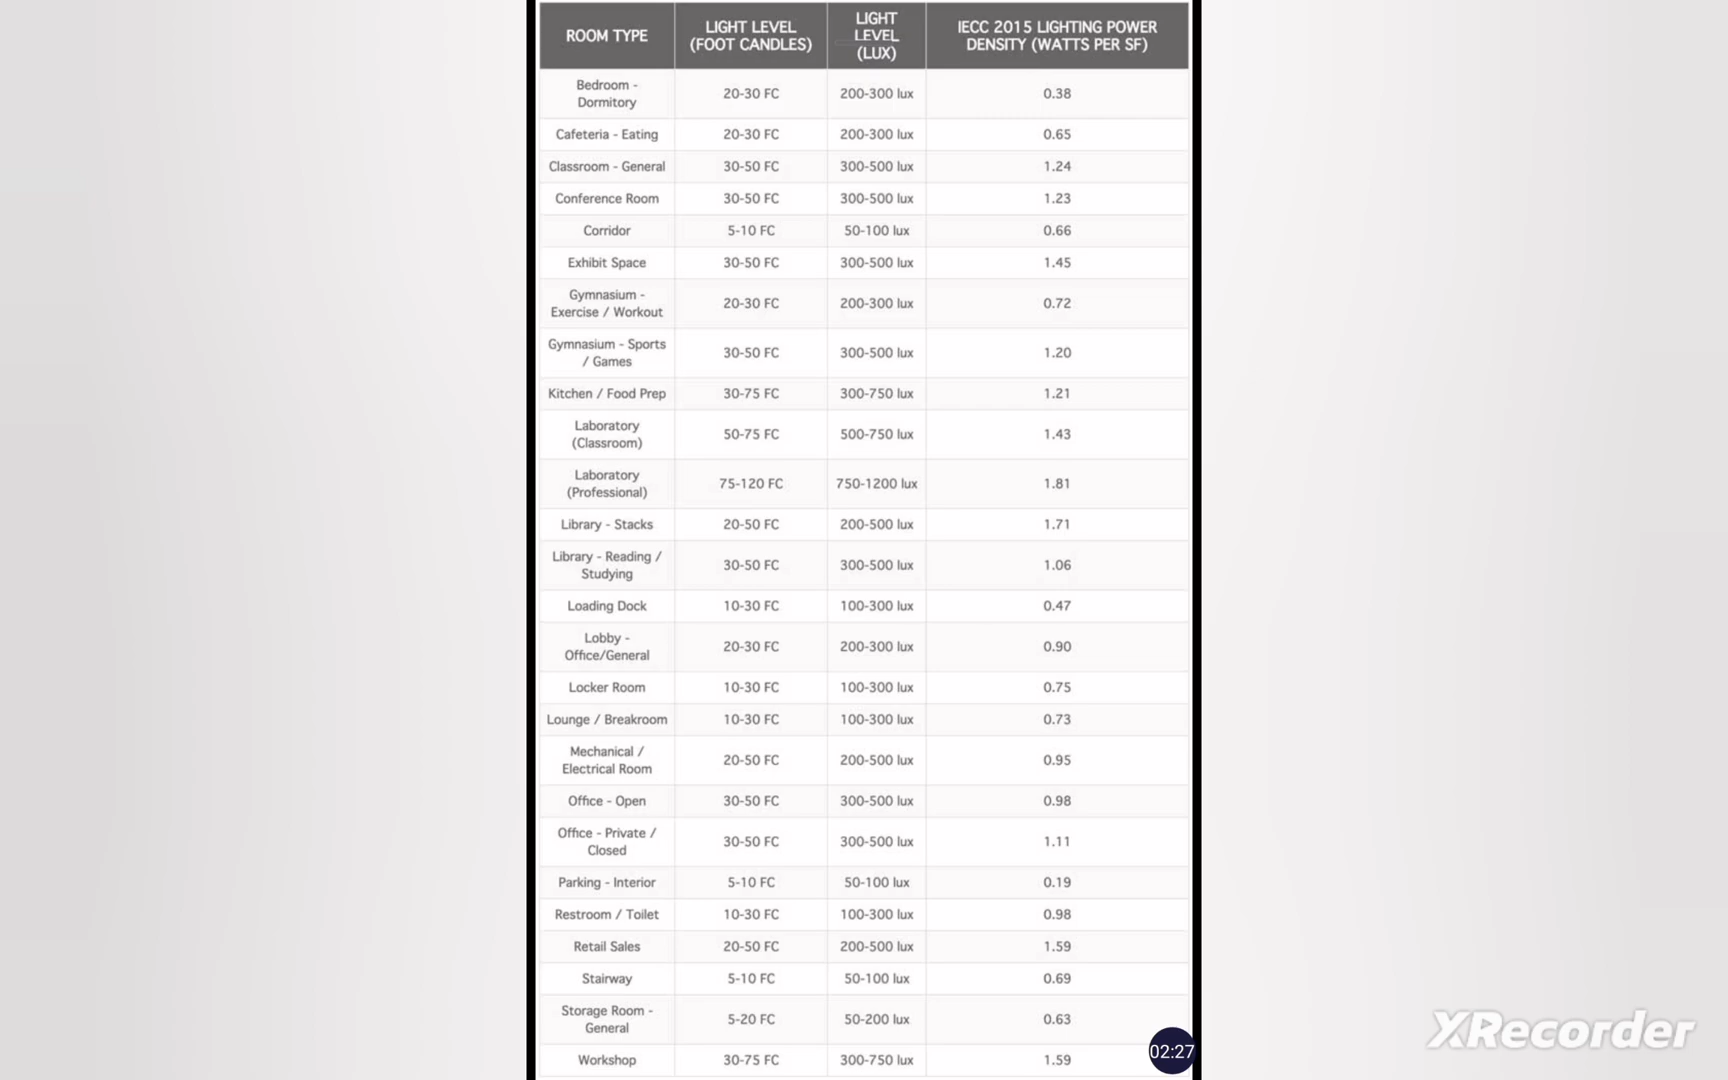 ROOM TYPE
LIGHT LEVEL
(FOOT CANDLES)
LIGHT
LEVEL
(LUX)
IECC 2015 LIGHTING POWER
DENSITY (WATTS PER SF)
Bedroom -
Dormitory
20-30 FC
200-300 lux
0.38
Cafeteria - Eating
20-30 FC
200-300 lux
0.65
Classroom - General
30-50 FC
300-500 lux
1.24
Conference Room
30-50 FC
300-500 lux
1.23
Corridor
5-10 FC
50-100 lux
0.66
Exhibit Space
30-50 FC
300-500 lux
1.45
Gymnasium -
Exercise / Workout
20-30 FC
200-300 lux
0.72
Gymnasium - Sports
/ Games
30-50 FC
300-500 lux
1.20
Kitchen / Food Prep
30-75 FC
300-750 lux
1.21
Laboratory
(Classroom)
50-75 FC
500-750 lux
1.43
Laboratory
(Professional)
75-120 FC
750-1200 lux
1.81
Library - Stacks
20-50 FC
200-500 lux
1.71
Library - Reading /
Studying
30-50 FC
300-500 lux
1.06
Loading Dock
10-30 FC
100-300 lux
0.47
Lobby -
Office/General
20-30 FC
200-300 lux
0.90
Locker Room
10-30 FC
100-300 lux
0.75
Lounge / Breakroom
10-30 FC
100-300 lux
0.73
Mechanical /
Electrical Room
20-50 FC
200-500 lux
0.95
Office - Open
30-50 FC
300-500 lux
0.98
Office - Private /
Closed
30-50 FC
300-500 lux
1.11
Parking - Interior
5-10 FC
50-100 lux
0.19
Restroom / Toilet
10-30 FC
100-300 lux
0.98
Retail Sales
20-50 FC
200-500 lux
1.59
Stairway
5-10 FC
50-100 lux
0.69
Storage Room -
General
5-20 FC
50-200 lux
0.63
Workshop
30-75 FC
300-750 lux
1.59
02:27
XRecorder